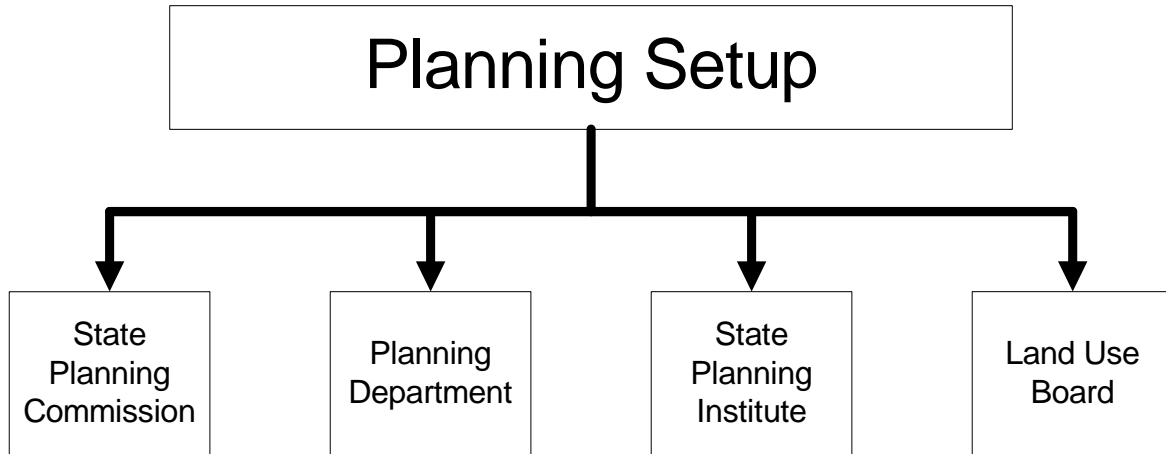 Planning Setup
State
Planning
Commission
Planning
Department
State
Planning
Institute
Land Use
Board